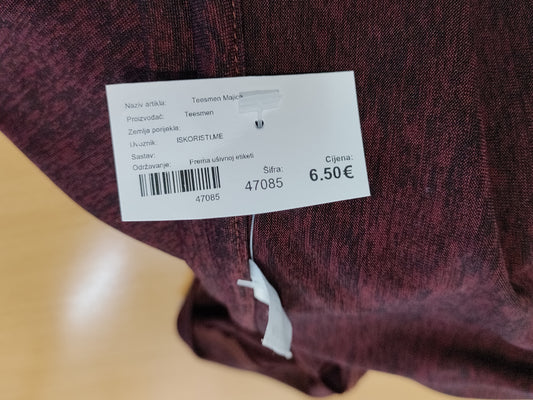 Naziv artikla: Teesmen Majica
Proizvođač: Teesmen
Zemlja porijekla:
Uvoznik: ISKORISTI.ME
Sastav:
Održavanje: Prema ušivnoj etiketi
47085
Šifra:
47085
Cijena:
6.50€